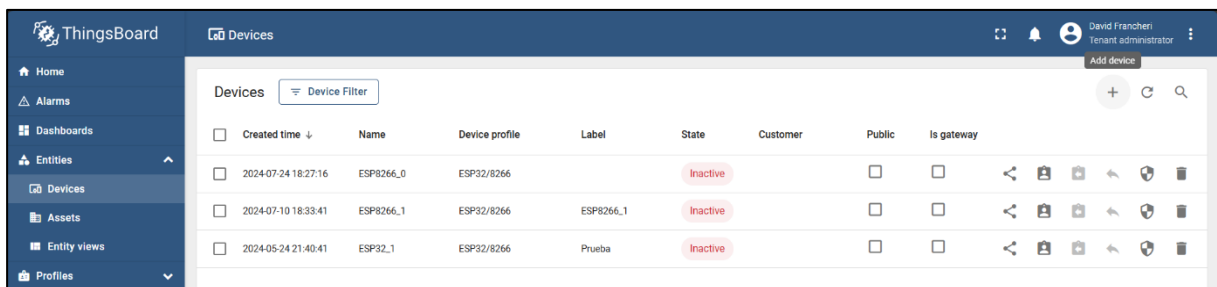 ThingsBoard
Devices
David Francheri
Tenant administrator
Add device
Home
Alarms
Dashboards
Entities
Devices
Assets
Entity views
Profiles
Devices Device Filter
Created time Name Device profile Label State Customer Public Is gateway
2024-07-24 18:27:16 ESP8266_0 ESP32/8266 Inactive
2024-07-10 18:33:41 ESP8266_1 ESP32/8266 ESP8266_1 Inactive
2024-05-24 21:40:41 ESP32_1 ESP32/8266 Prueba Inactive